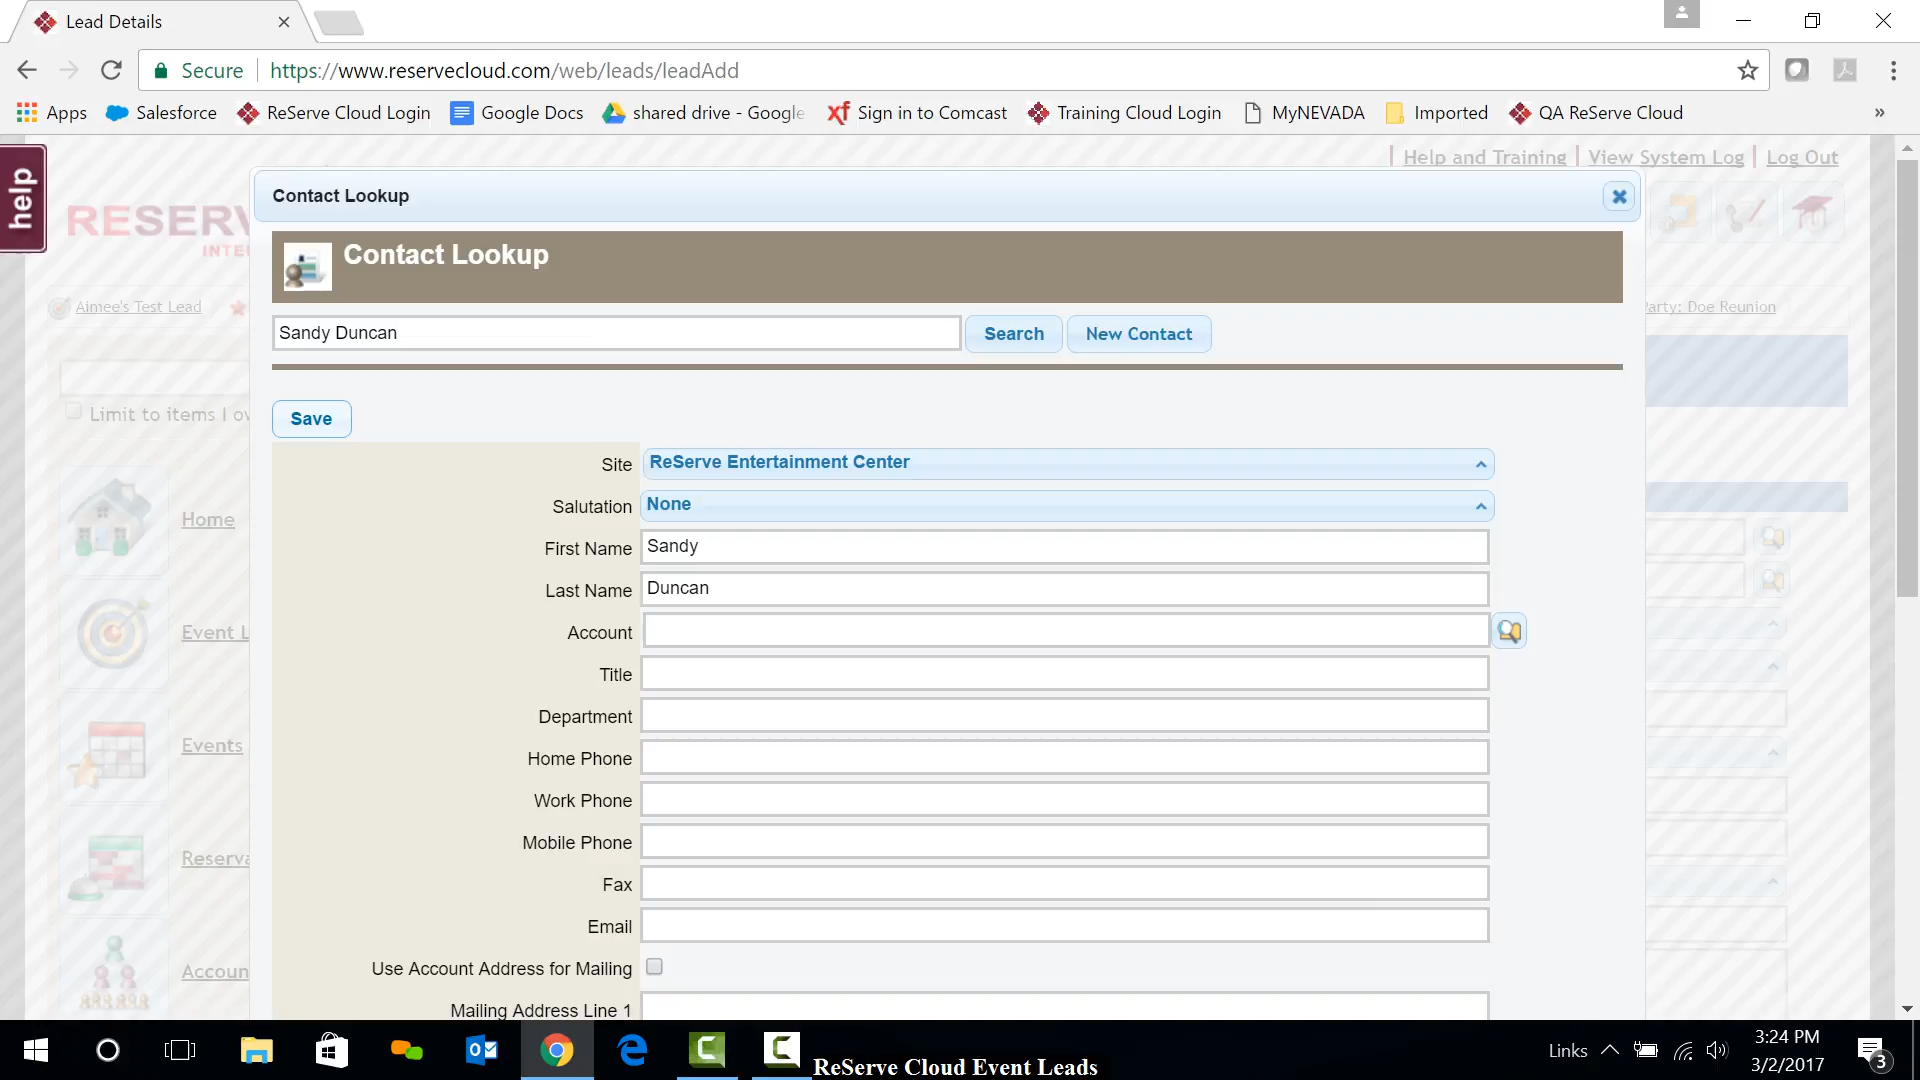 Lead Details
Secure
https://www.reservecloud.com/web/leads/leadAdd
Apps
Salesforce
ReServe Cloud Login
Google Docs
shared drive - Google
Sign in to Comcast
Training Cloud Login
MyNEVADA
Imported
QA ReServe Cloud
»
help
Help and Training
View System Log
Log Out
Contact Lookup
RESERV
INTE
Contact Lookup
Aimee's Test Lead
Party: Doe Reunion
Sandy Duncan
Search
New Contact
Limit to items I ow
Save
Site
ReServe Entertainment Center
Salutation
None
Home
First Name
Sandy
Last Name
Duncan
Event L
Account
Title
Department
Events
Home Phone
Work Phone
Mobile Phone
Reserva
Fax
Email
Use Account Address for Mailing
Accoun
Mailing Address Line 1
Links
3:24 PM
3/2/2017
3
ReServe Cloud Event Leads